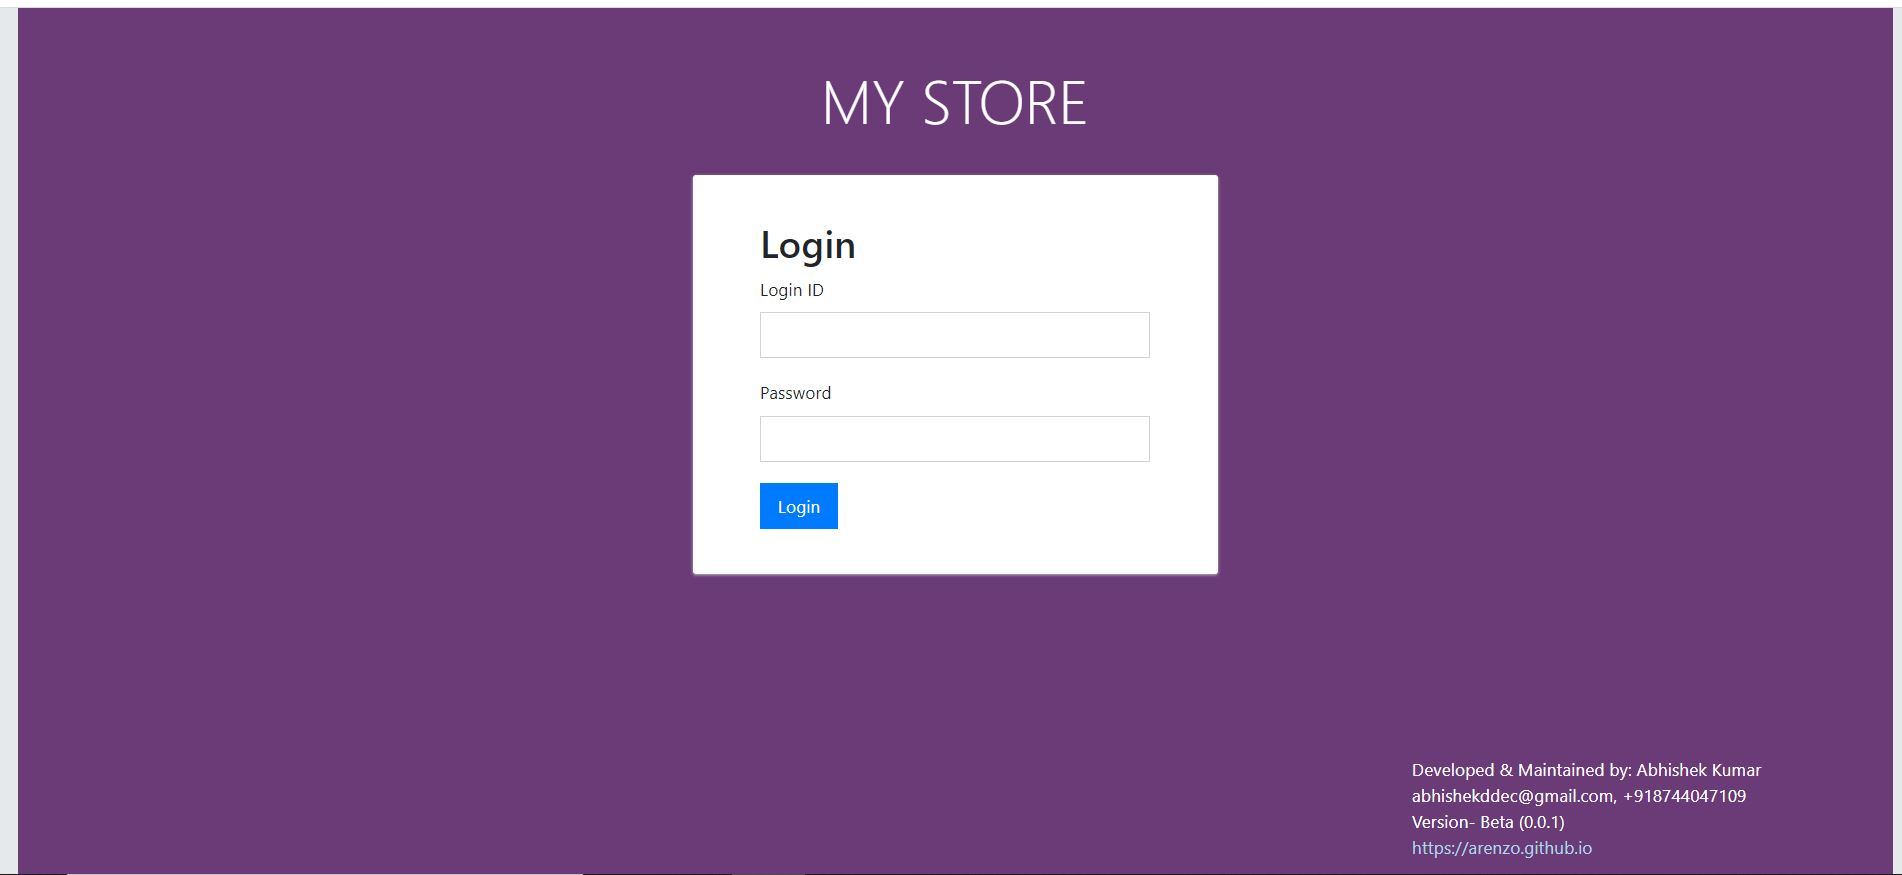 MY STORE
Login
Login ID
Password
Login
Developed & Maintained by: Abhishek Kumar
abhishekddec@gmail.com, +918744047109
Version- Beta (0.0.1)
https://arenzo.github.io